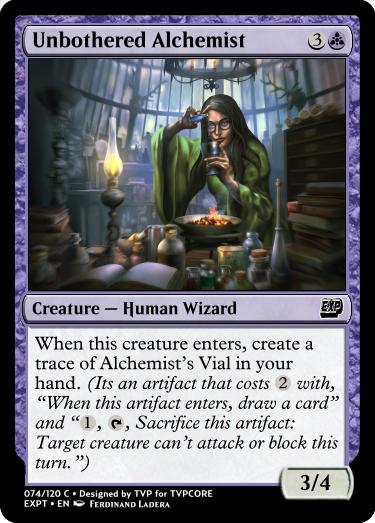 Unbothered Alchemist 3
Creature — Human Wizard EXP
When this creature enters, create a
trace of Alchemist's Vial in your
hand. (Its an artifact that costs 2 with,
"When this artifact enters, draw a card"
and "1, , Sacrifice this artifact:
Target creature can't attack or block this
turn.")
3/4
074/120 C • Designed by TVP for TVPCORE
EXPT • EN Ferdinand Ladera